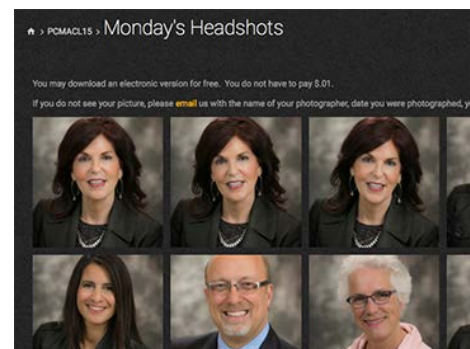 > PCMACL15 > Monday's Headshots
You may download an electronic version for free. You do not have to pay $.01.
If you do not see your picture, please email us with the name of your photographer, date you were photographed,